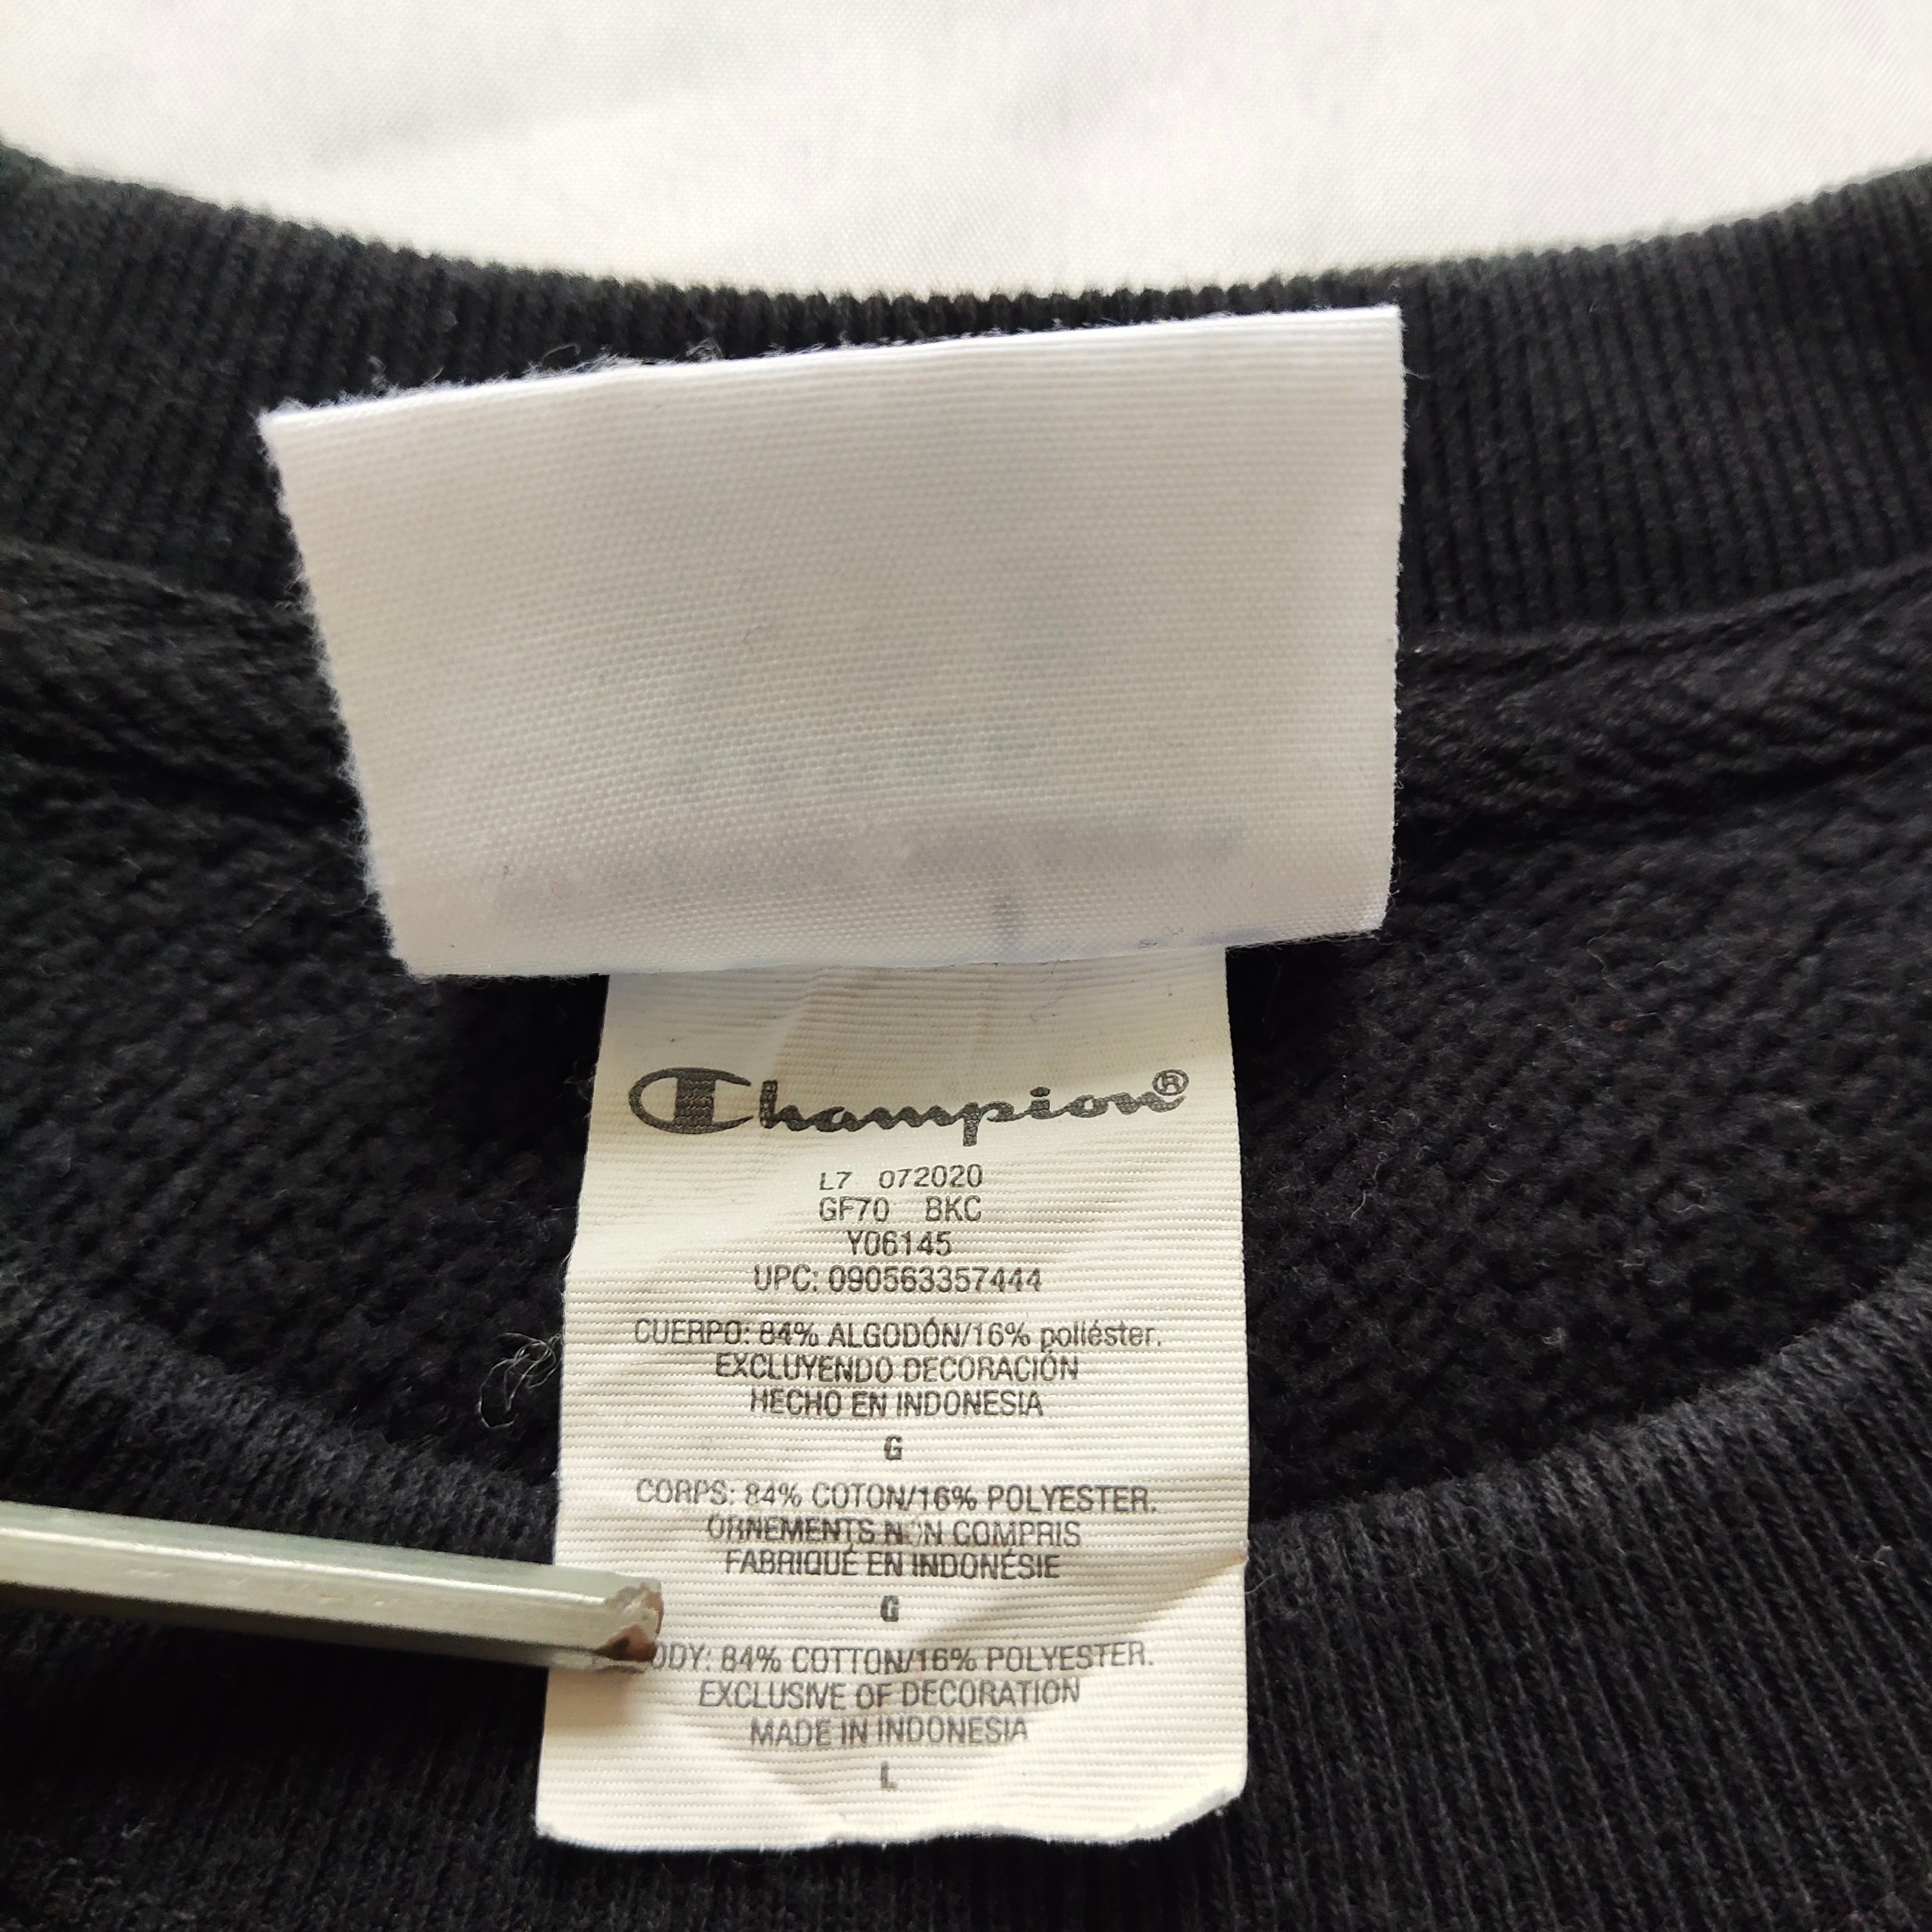 Champion®
L7 072020
GF70 BKC
Y06145
UPC: 090563357444
CUERPO: 84% ALGODÓN/16% poliéster.
EXCLUYENDO DECORACIÓN
HECHO EN INDONESIA
G
CORPS: 84% COTON/16% POLYESTER.
ORNEMENTS NON COMPRIS
FABRIQUÉ EN INDONÉSIE
G
ODY: 84% COTTON/16% POLYESTER.
EXCLUSIVE OF DECORATION
MADE IN INDONESIA
L